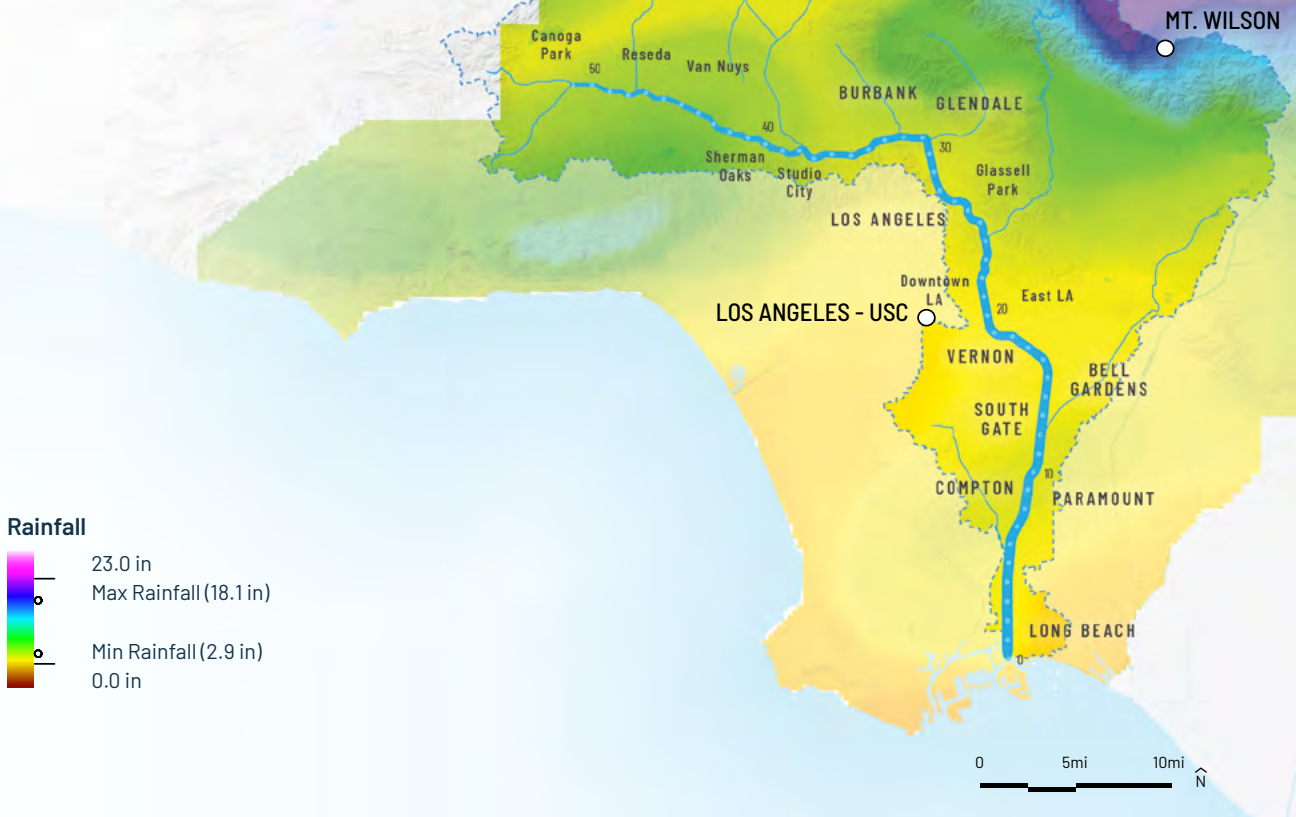 MT. WILSON
Canoga
Park
Reseda
Van Nuys
50
BURBANK
GLENDALE
40
30
Sherman
Oaks
Studio
City
Glassell
Park
LOS ANGELES
Downtown
LA
East LA
20
LOS ANGELES - USC
VERNON
BELL
GARDENS
SOUTH
GATE
10
COMPTON
PARAMOUNT
Rainfall
23.0 in
Max Rainfall (18.1 in)
Min Rainfall (2.9 in)
0.0 in
LONG BEACH
0
0 5mi 10mi
N